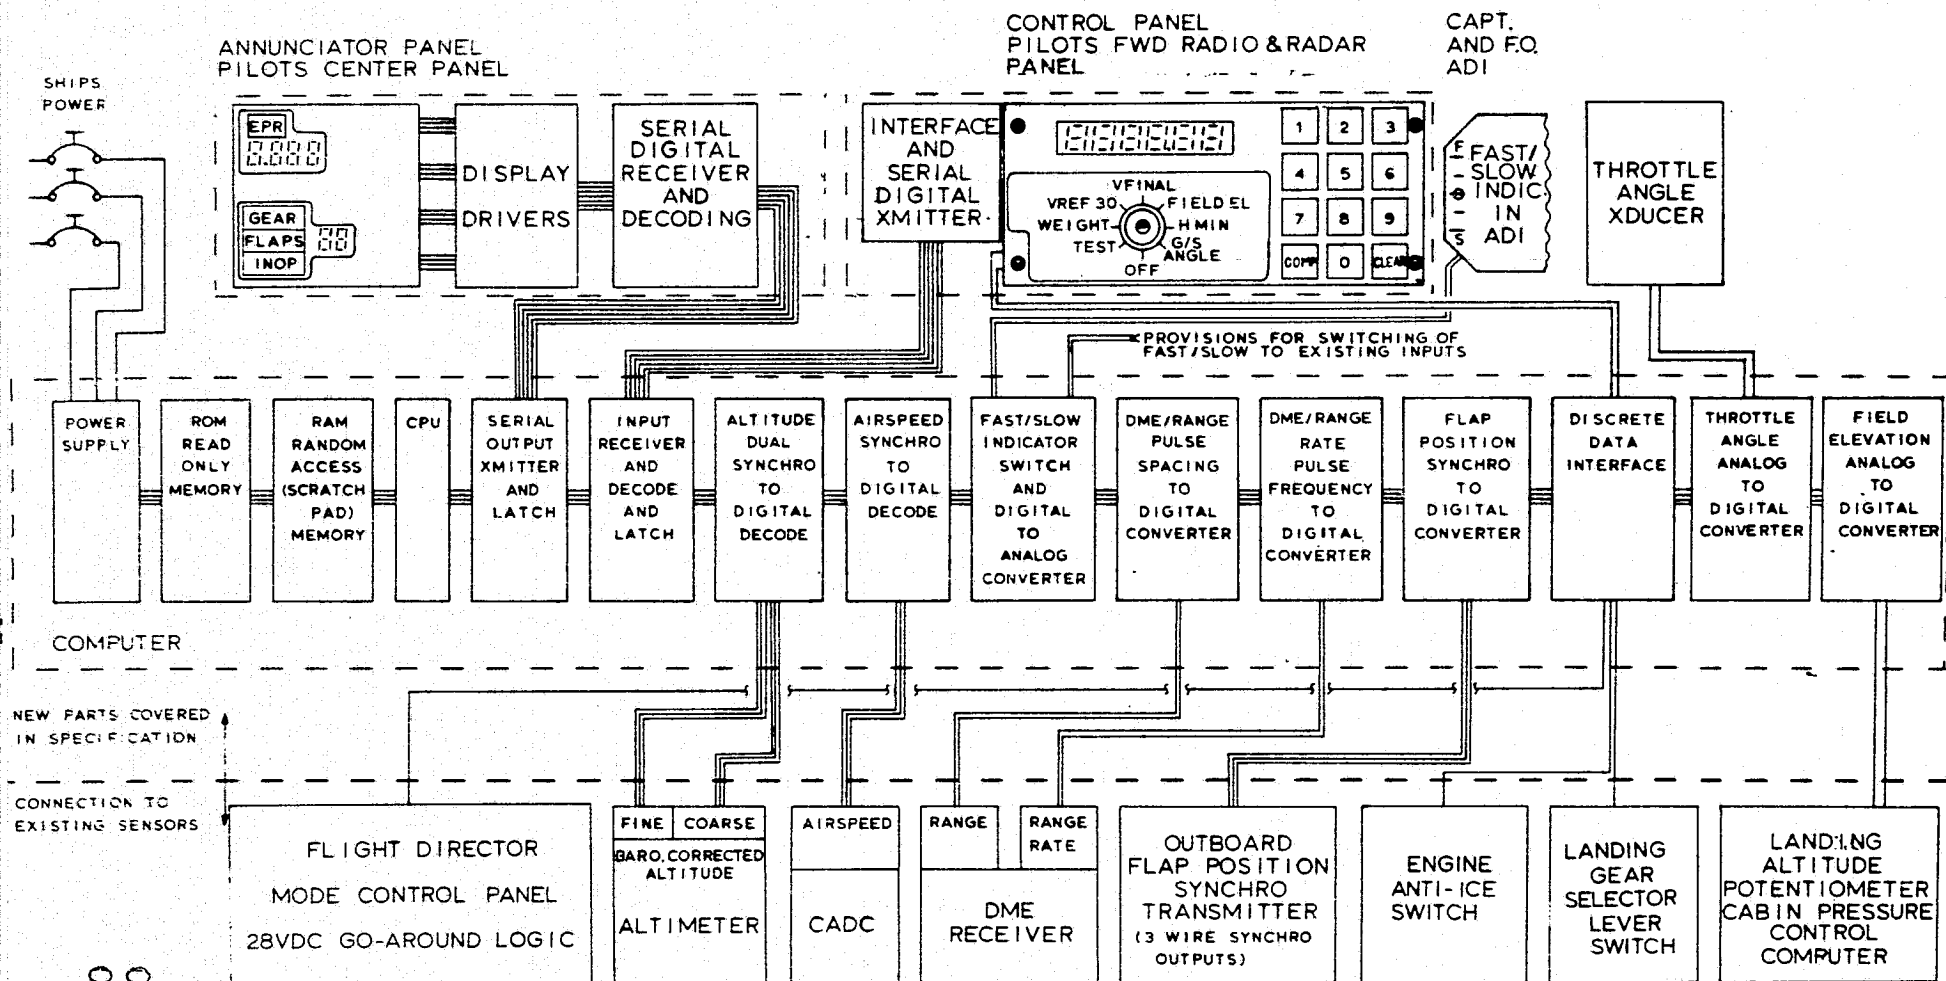 ANNUNCIATOR PANEL
PILOTS CENTER PANEL
CONTROL PANEL
PILOTS FWD RADIO & RADAR
PANEL
CAPT.
AND F.O.
ADI
SHIPS
POWER
EPR
GEAR
FLAPS
INOP
DISPLAY
DRIVERS
SERIAL
DIGITAL
RECEIVER
AND
DECODING
INTERFACE
AND
SERIAL
DIGITAL
XMITTER
VFINAL
VREF 30
FIELD EL
WEIGHT
H MIN
TEST
G/S
ANGLE
OFF
1 2 3
4 5 6
7 8 9
COMP 0 CLEAR
F
S
FAST/
SLOW
INDIC.
IN
ADI
THROTTLE
ANGLE
XDUCER
PROVISIONS FOR SWITCHING OF
FAST/SLOW TO EXISTING INPUTS
POWER
SUPPLY
ROM
READ
ONLY
MEMORY
RAM
RANDOM
ACCESS
(SCRATCH
PAD)
MEMORY
CPU
SERIAL
OUTPUT
XMITTER
AND
LATCH
INPUT
RECEIVER
AND
DECODE
AND
LATCH
ALTITUDE
DUAL
SYNCHRO
TO
DIGITAL
DECODE
AIRSPEED
SYNCHRO
TO
DIGITAL
DECODE
FAST/SLOW
INDICATOR
SWITCH
AND
DIGITAL
TO
ANALOG
CONVERTER
DME/RANGE
PULSE
SPACING
TO
DIGITAL
CONVERTER
DME/RANGE
RATE
PULSE
FREQUENCY
TO
DIGITAL
CONVERTER
FLAP
POSITION
SYNCHRO
TO
DIGITAL
CONVERTER
DISCRETE
DATA
INTERFACE
THROTTLE
ANGLE
ANALOG
TO
DIGITAL
CONVERTER
FIELD
ELEVATION
ANALOG
TO
DIGITAL
CONVERTER
COMPUTER
NEW PARTS COVERED
IN SPECIFICATION
CONNECTION TO
EXISTING SENSORS
FLIGHT DIRECTOR
MODE CONTROL PANEL
28VDC GO-AROUND LOGIC
FINE
COARSE
BARO. CORRECTED
ALTITUDE
ALTIMETER
AIRSPEED
CADC
RANGE
RANGE
RATE
DME
RECEIVER
OUTBOARD
FLAP POSITION
SYNCHRO
TRANSMITTER
(3 WIRE SYNCHRO
OUTPUTS)
ENGINE
ANTI-ICE
SWITCH
LANDING
GEAR
SELECTOR
LEVER
SWITCH
LANDING
ALTITUDE
POTENTIOMETER
CABIN PRESSURE
CONTROL
COMPUTER